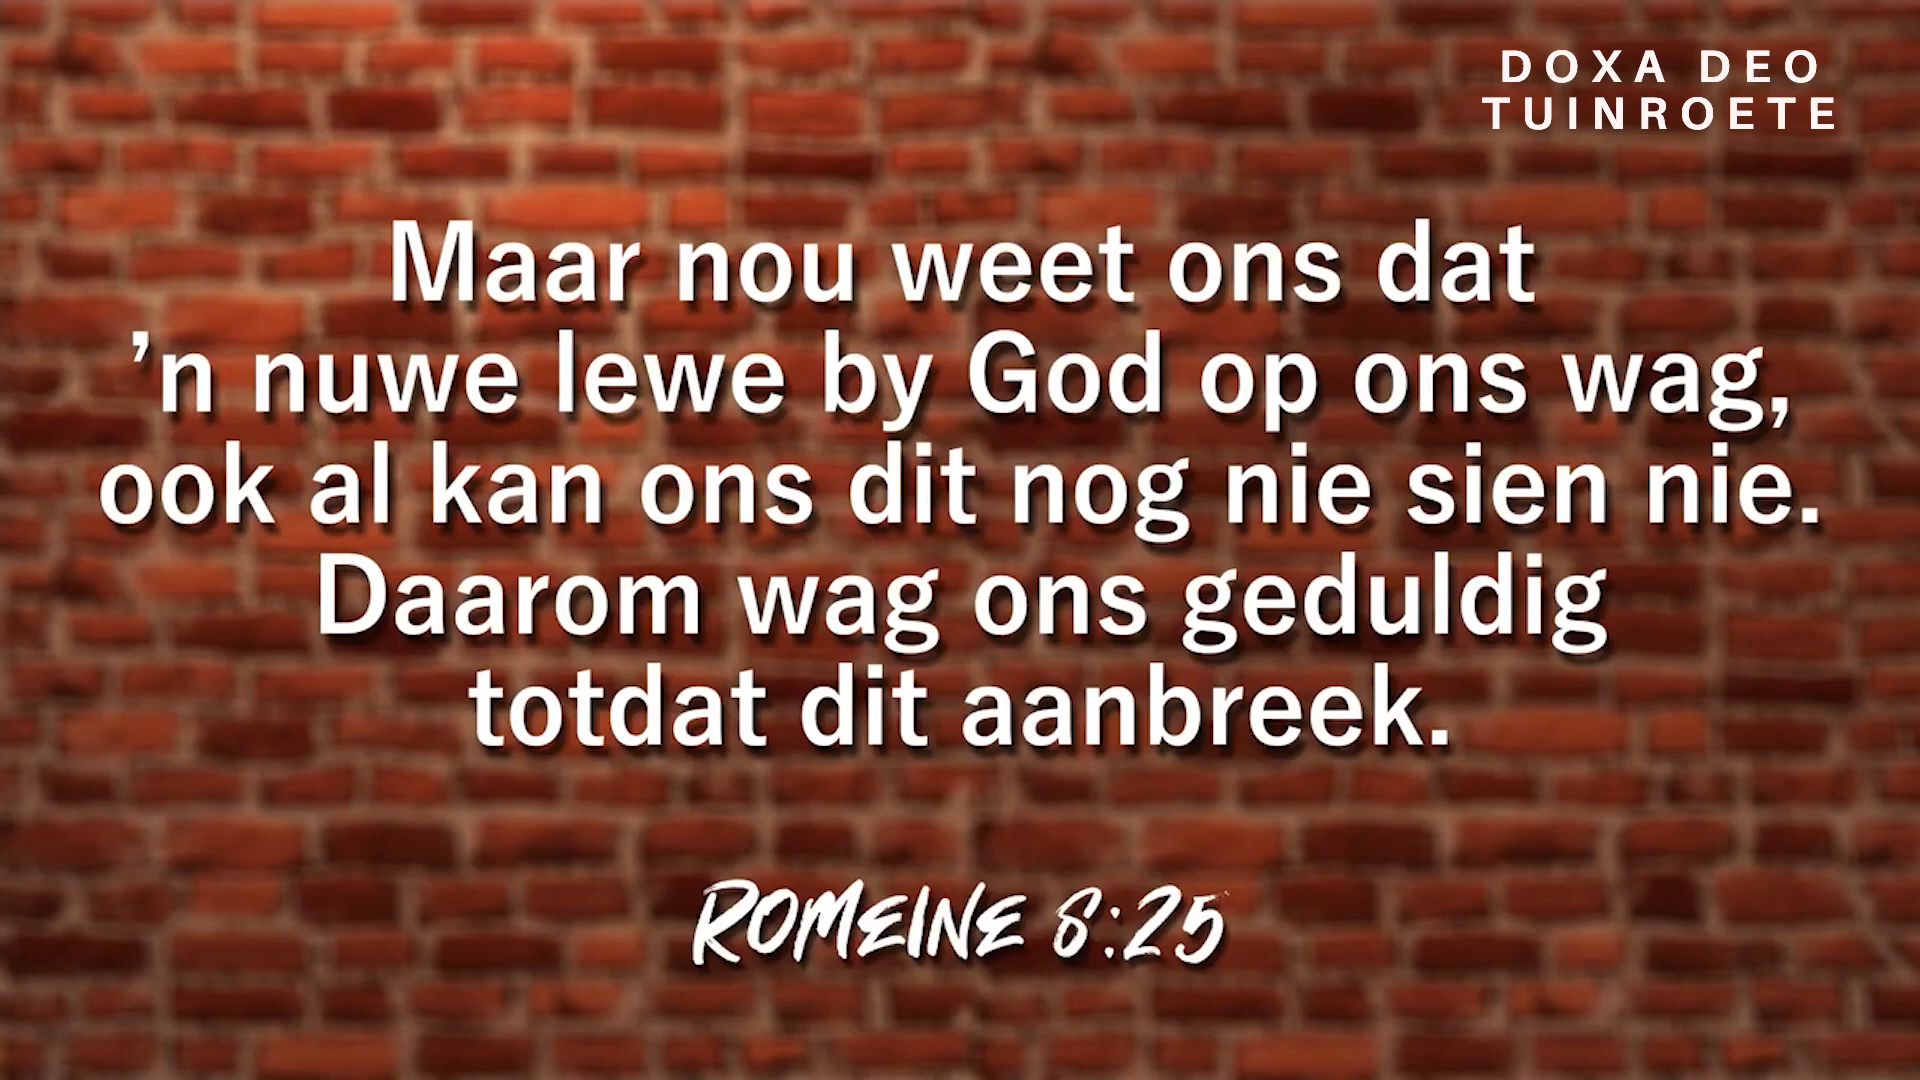 DOXA DEO
TUINROETE
Maar nou weet ons dat
’n nuwe lewe by God op ons wag,
ook al kan ons dit nog nie sien nie.
Daarom wag ons geduldig
totdat dit aanbreek.
ROMEINE 8:25